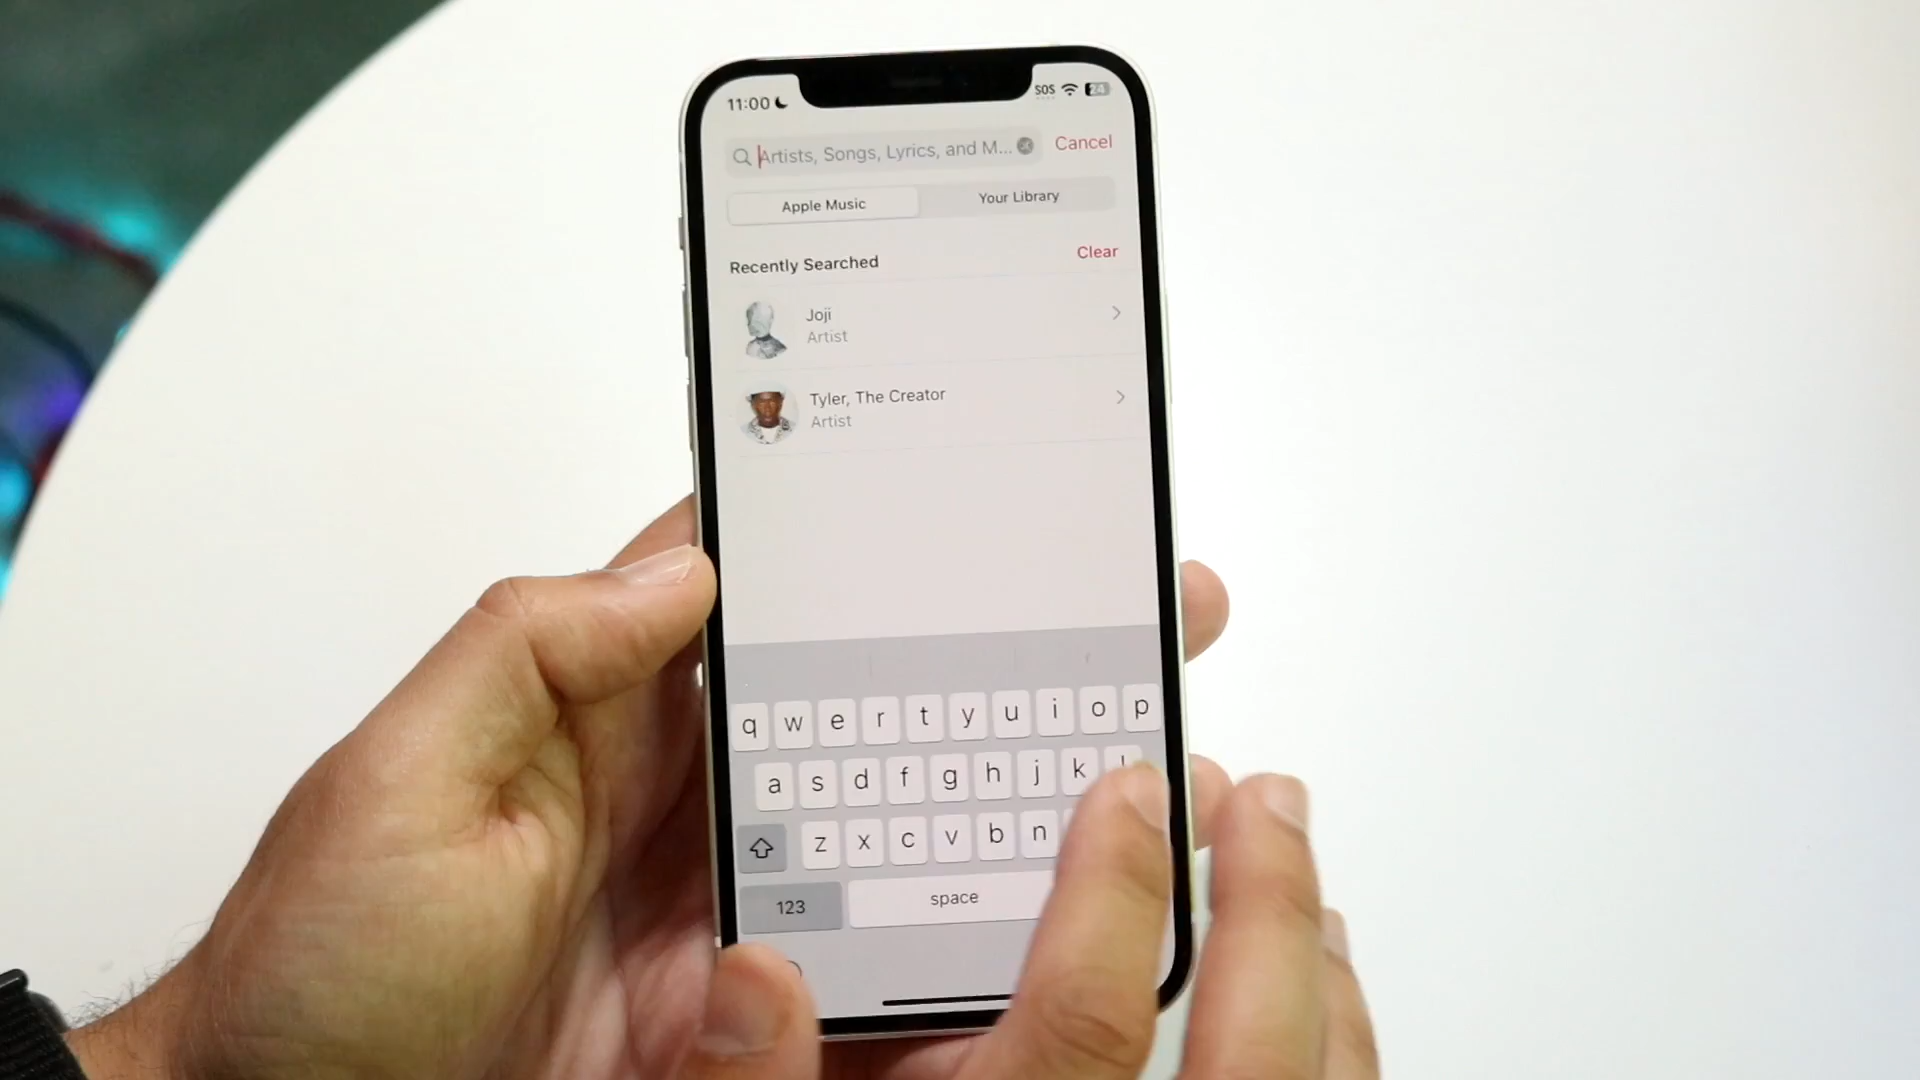 11:00 SOS 24
Artists, Songs, Lyrics, and M... Cancel
Apple Music Your Library
Recently Searched Clear
Joji
Artist
Tyler, The Creator
Artist
q w e r t y u i o p
a s d f g h j k l
z x c v b n
123 space